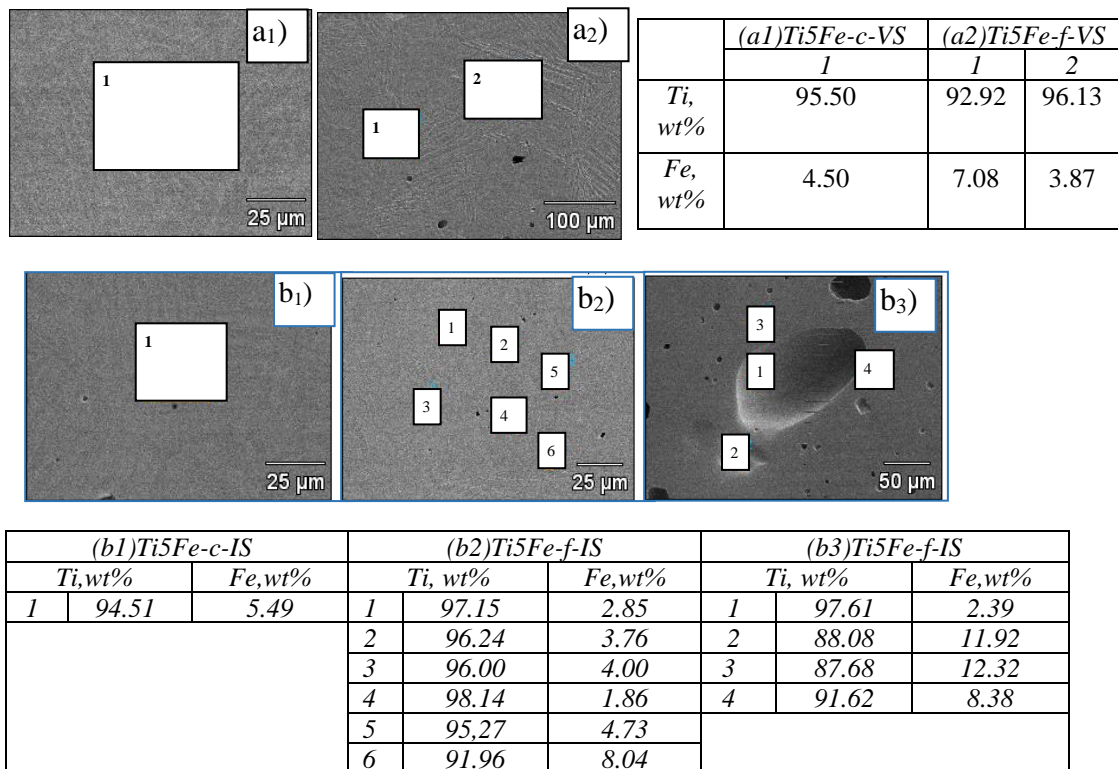 a1)
1
25 µm
a2)
2
1
100 µm
(a1)Ti5Fe-c-VS (a2)Ti5Fe-f-VS
1 1 2
Ti, 95.50 92.92 96.13
wt%
Fe, 4.50 7.08 3.87
wt%
b1)
1
25 µm
b2)
1
2
5
3
4
6
25 µm
b3)
3
1
4
2
50 µm
(b1)Ti5Fe-c-IS (b2)Ti5Fe-f-IS (b3)Ti5Fe-f-IS
Ti,wt% Fe,wt% Ti, wt% Fe,wt% Ti, wt% Fe,wt%
1 94.51 5.49 1 97.15 2.85 1 97.61 2.39
2 96.24 3.76 2 88.08 11.92
3 96.00 4.00 3 87.68 12.32
4 98.14 1.86 4 91.62 8.38
5 95,27 4.73
6 91.96 8.04